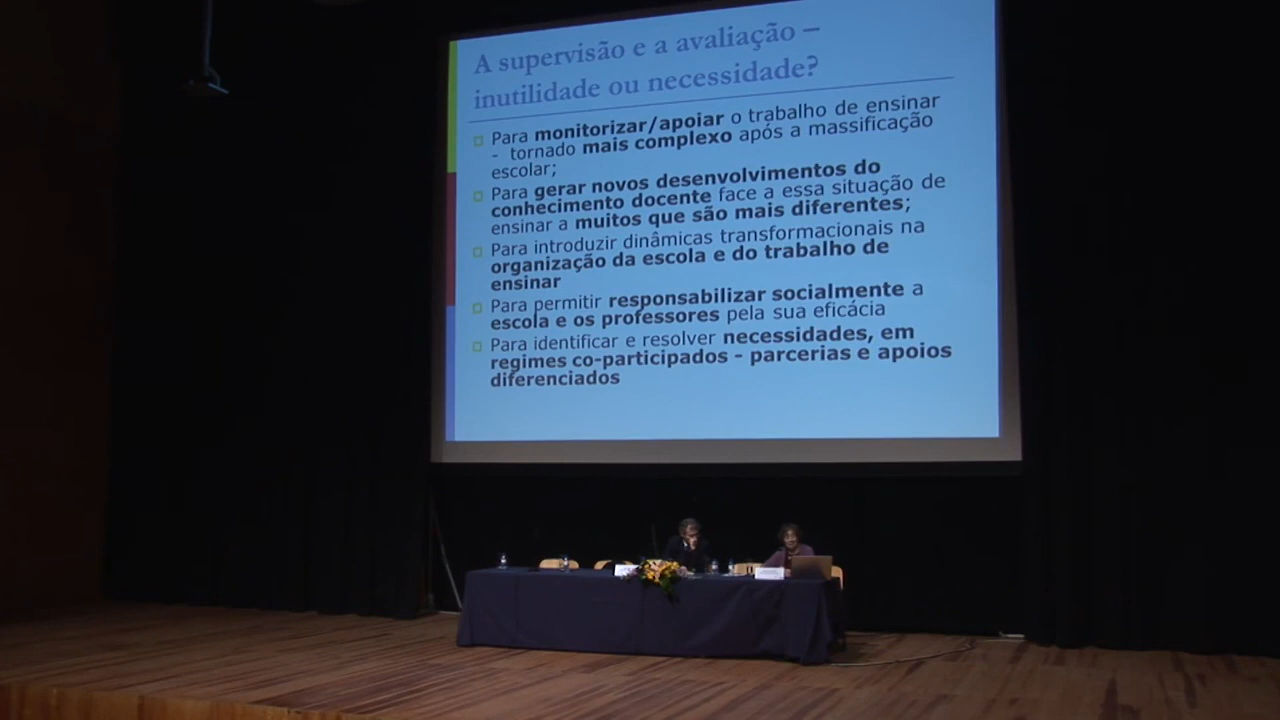 A supervisão e a avaliação –
inutilidade ou necessidade?
Para monitorizar/apoiar o trabalho de ensinar
- tornado mais complexo após a massificação
escolar;
Para gerar novos desenvolvimentos do
conhecimento docente face a essa situação de
ensinar a muitos que são mais diferentes;
Para introduzir dinâmicas transformacionais na
organização da escola e do trabalho de
ensinar
Para permitir responsabilizar socialmente a
escola e os professores pela sua eficácia
Para identificar e resolver necessidades, em
regimes co-participados - parcerias e apoios
diferenciados